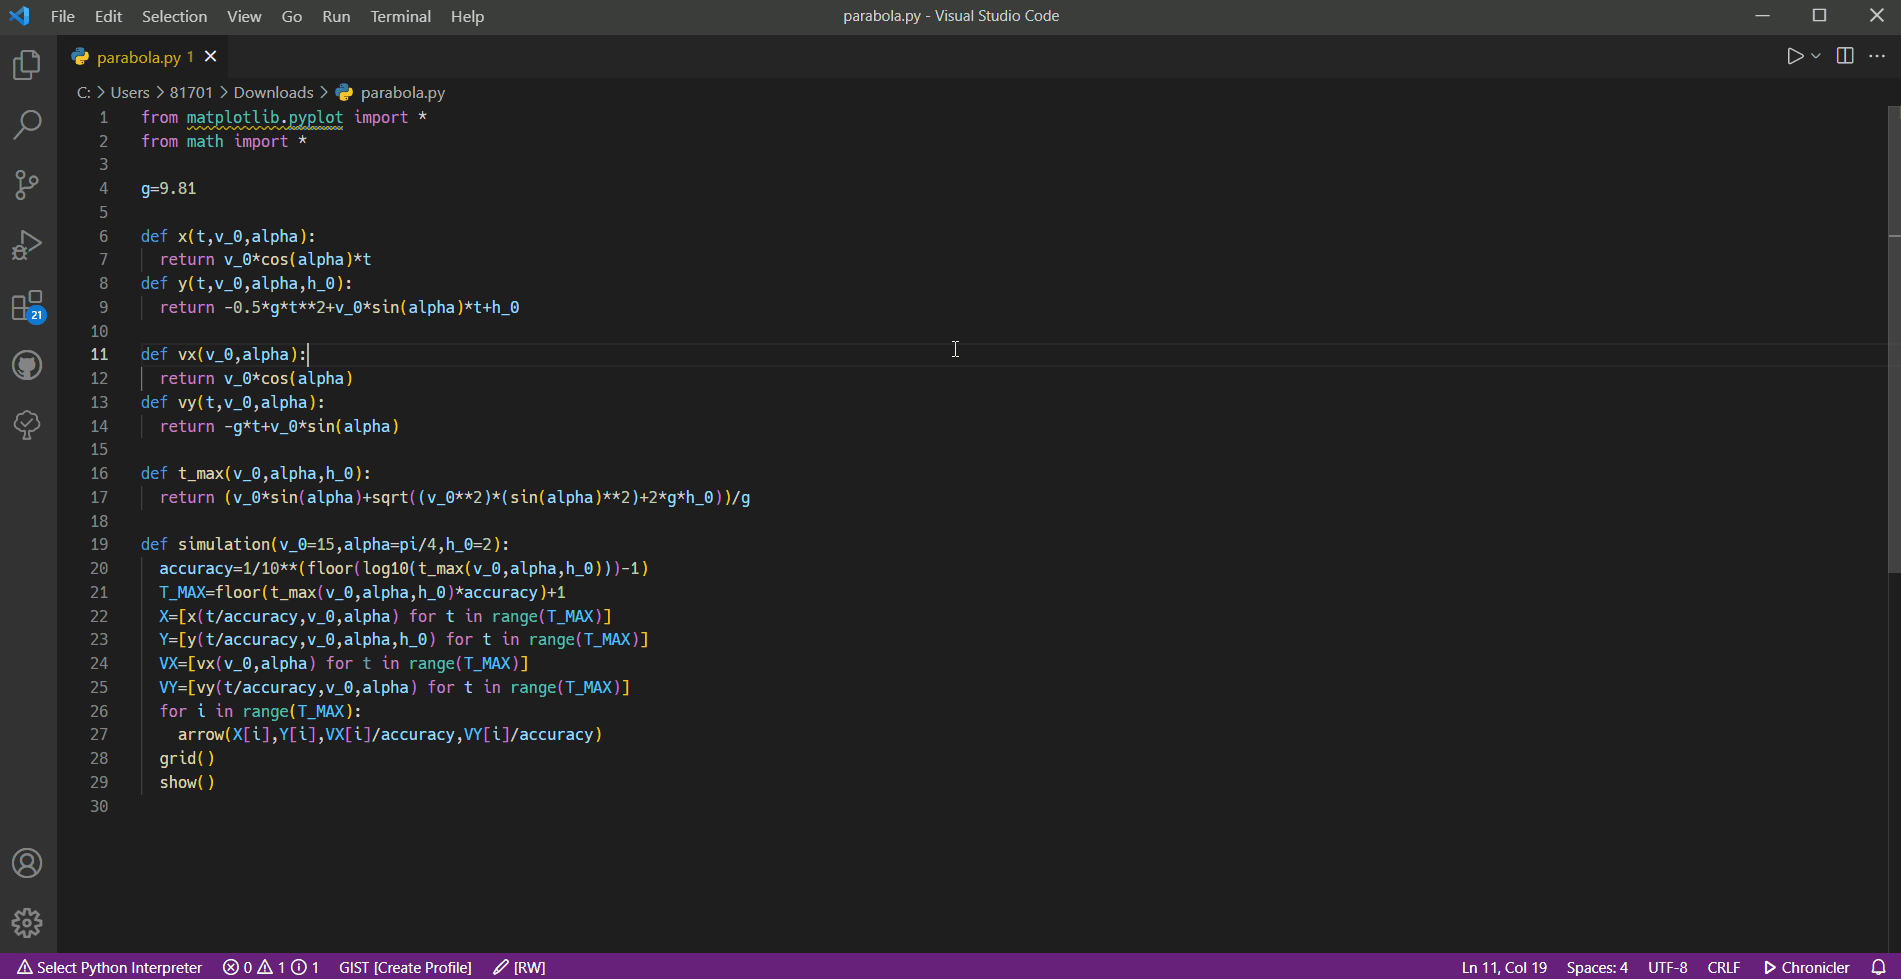 File Edit Selection View Go Run Terminal Help
parabola.py - Visual Studio Code
parabola.py 1
C: > Users > 81701 > Downloads > parabola.py
1 from matplotlib.pyplot import *
2 from math import *
3
4 g=9.81
5
6 def x(t,v_0,alpha):
7   return v_0*cos(alpha)*t
8 def y(t,v_0,alpha,h_0):
9   return -0.5*g*t**2+v_0*sin(alpha)*t+h_0
10
11 def vx(v_0,alpha):
12   return v_0*cos(alpha)
13 def vy(t,v_0,alpha):
14   return -g*t+v_0*sin(alpha)
15
16 def t_max(v_0,alpha,h_0):
17   return (v_0*sin(alpha)+sqrt((v_0**2)*(sin(alpha)**2)+2*g*h_0))/g
18
19 def simulation(v_0=15,alpha=pi/4,h_0=2):
20   accuracy=1/10**(floor(log10(t_max(v_0,alpha,h_0)))-1)
21   T_MAX=floor(t_max(v_0,alpha,h_0)*accuracy)+1
22   X=[x(t/accuracy,v_0,alpha) for t in range(T_MAX)]
23   Y=[y(t/accuracy,v_0,alpha,h_0) for t in range(T_MAX)]
24   VX=[vx(v_0,alpha) for t in range(T_MAX)]
25   VY=[vy(t/accuracy,v_0,alpha) for t in range(T_MAX)]
26   for i in range(T_MAX):
27     arrow(X[i],Y[i],VX[i]/accuracy,VY[i]/accuracy)
28   grid()
29   show()
30
21
Select Python Interpreter 0 1 1 GIST [Create Profile] [RW] Ln 11, Col 19 Spaces: 4 UTF-8 CRLF Chronicler